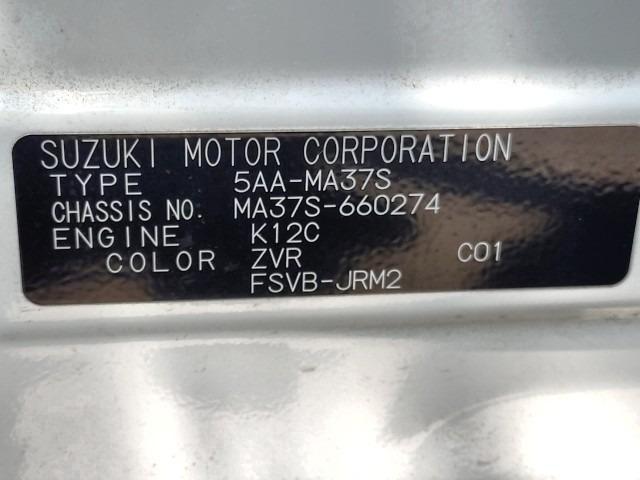 SUZUKI MOTOR CORPORATION
TYPE 5AA-MA37S
CHASSIS NO. MA37S-660274
ENGINE K12C
COLOR ZVR C01
FSVB-JRM2